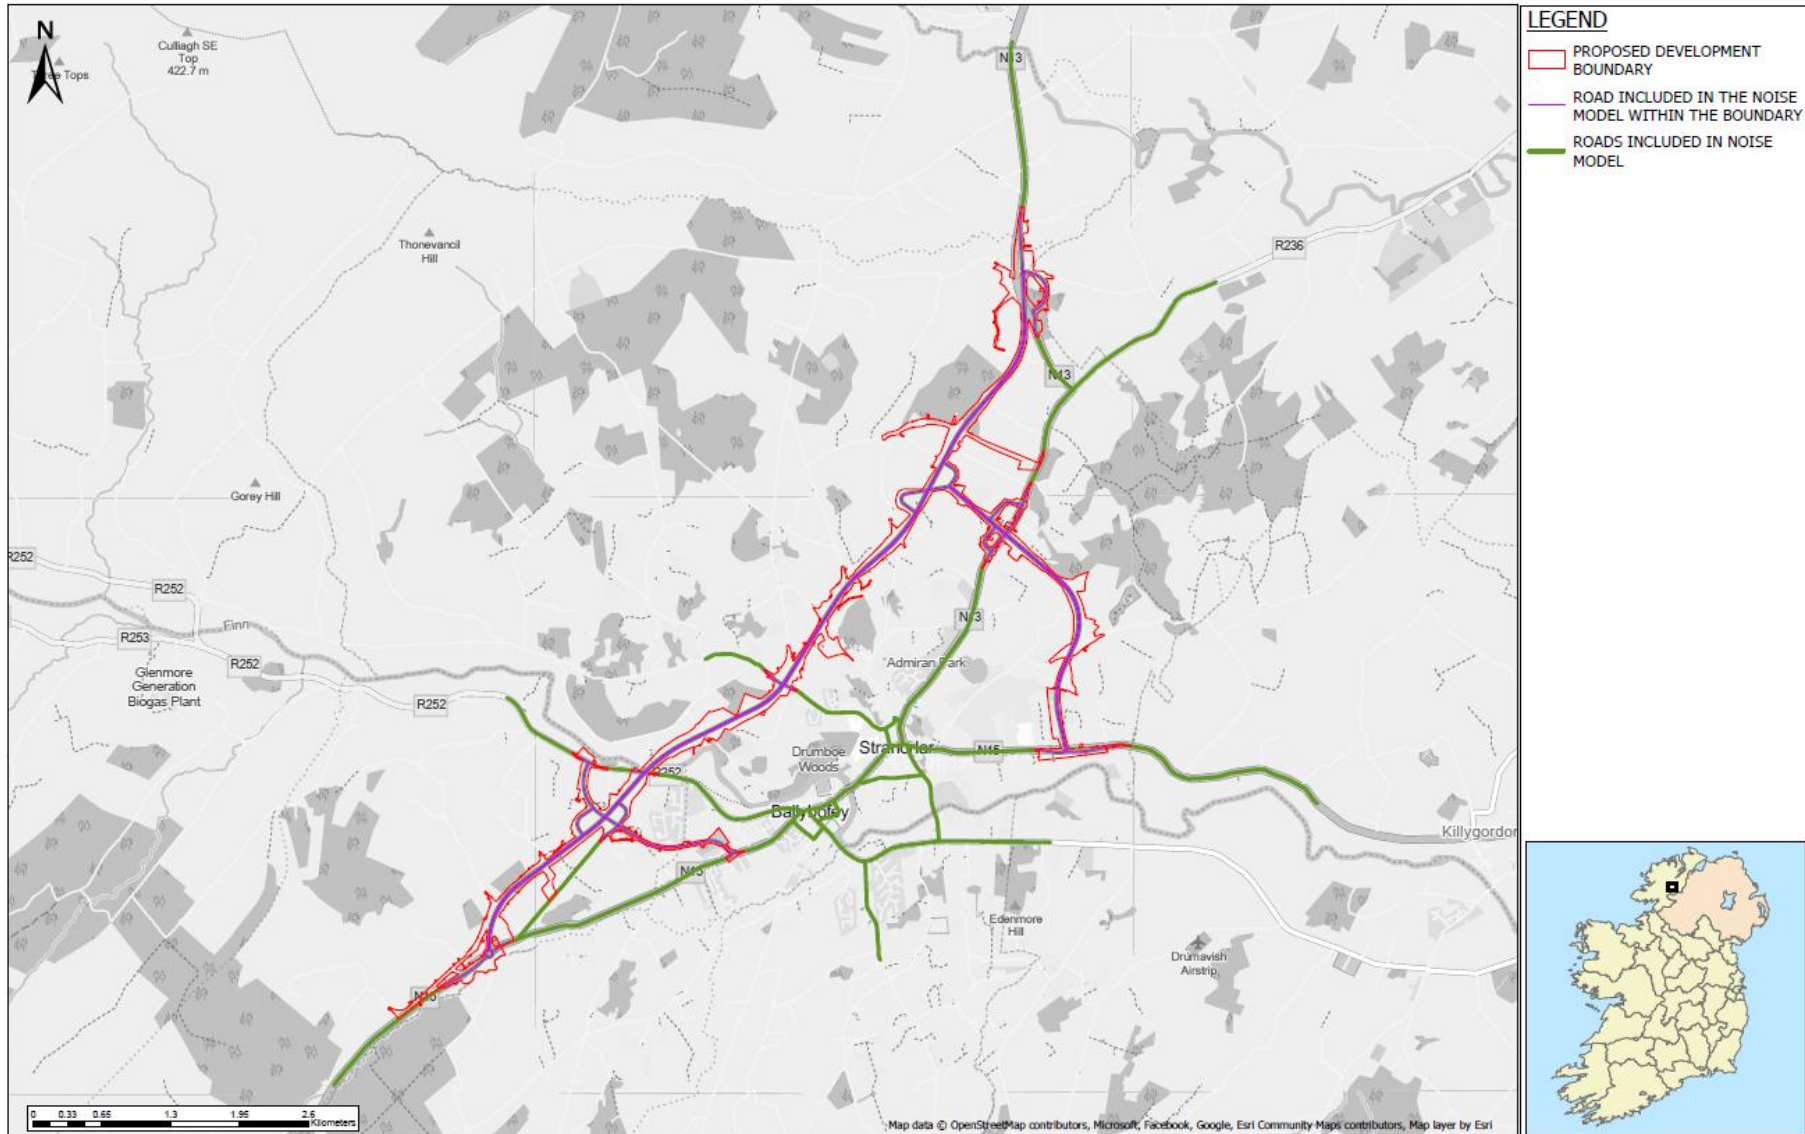 N
Culliagh SE
Top
422.7 m
Three Tops
N13
R236
Thonevancil
Hill
N13
Gorey Hill
R252
R252
R253
Finn
R252
Glenmore
Generation
Biogas Plant
R252
N13
Admiran Park
Stranorlar
N15
Drumboe
Woods
R252
Ballybofey
Killygordon
N15
Edenmore
Hill
Drumavish
Airstrip
N15
0 0.33 0.65 1.3 1.95 2.6
Kilometers
Map data © OpenStreetMap contributors, Microsoft, Facebook, Google, Esri Community Maps contributors, Map layer by Esri
LEGEND
PROPOSED DEVELOPMENT
BOUNDARY
ROAD INCLUDED IN THE NOISE
MODEL WITHIN THE BOUNDARY
ROADS INCLUDED IN NOISE
MODEL